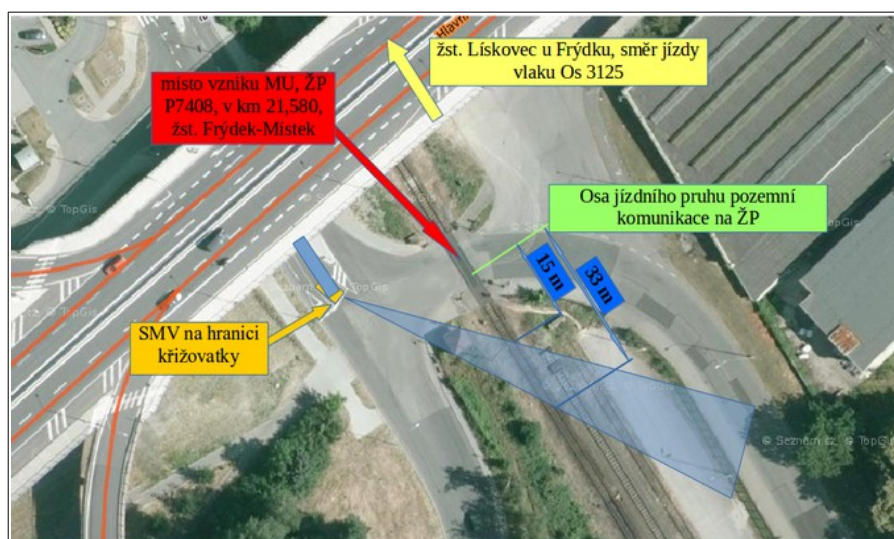 Hlavní
žst. Lískovec u Frýdku, směr jízdy
vlaku Os 3125
místo vzniku MU, ŽP
P7408, v km 21,580,
žst. Frýdek-Místek
© TopGis
Osa jízdního pruhu pozemní
komunikace na ŽP
15 m
33 m
SMV na hranici
křižovatky
© Seznam.cz
© TopGis